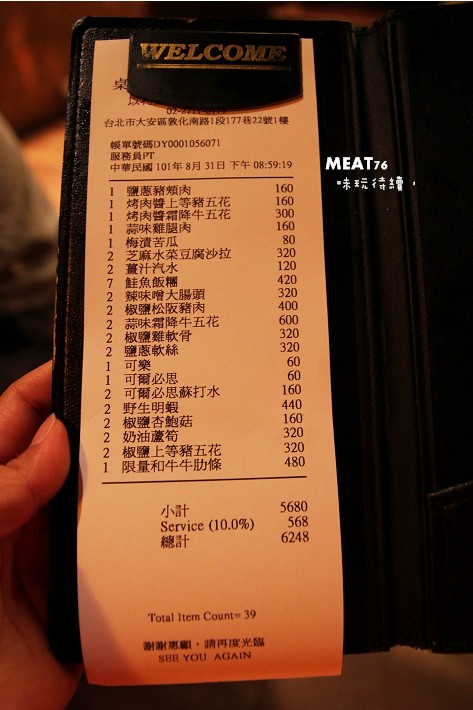 WELCOME
台北市大安區敦化南路1段177巷22號1樓
帳單號碼DY0001056071
服務員PT
中華民國 101年 8月 31日 下午 08:59:19
1 鹽蔥豬頰肉 160
1 烤肉醬上等豬五花 160
1 烤肉醬霜降牛五花 300
1 蒜味雞腿肉 160
1 梅漬苦瓜 80
2 芝麻水菜豆腐沙拉 320
2 薑汁汽水 120
7 鮭魚飯糰 420
2 辣味噌大腸頭 320
2 椒鹽松阪豬肉 400
2 蒜味霜降牛五花 600
2 椒鹽雞軟骨 320
2 鹽蔥軟絲 320
1 可樂 60
1 可爾必思 60
2 可爾必思蘇打水 160
2 野生明蝦 440
2 椒鹽杏鮑菇 160
2 奶油蘆筍 320
2 椒鹽上等豬五花 320
1 限量和牛牛肋條 480
小計 5680
Service (10.0%) 568
總計 6248
Total Item Count= 39
謝謝惠顧，請再度光臨
SEE YOU AGAIN
MEAT76
味玩待續，